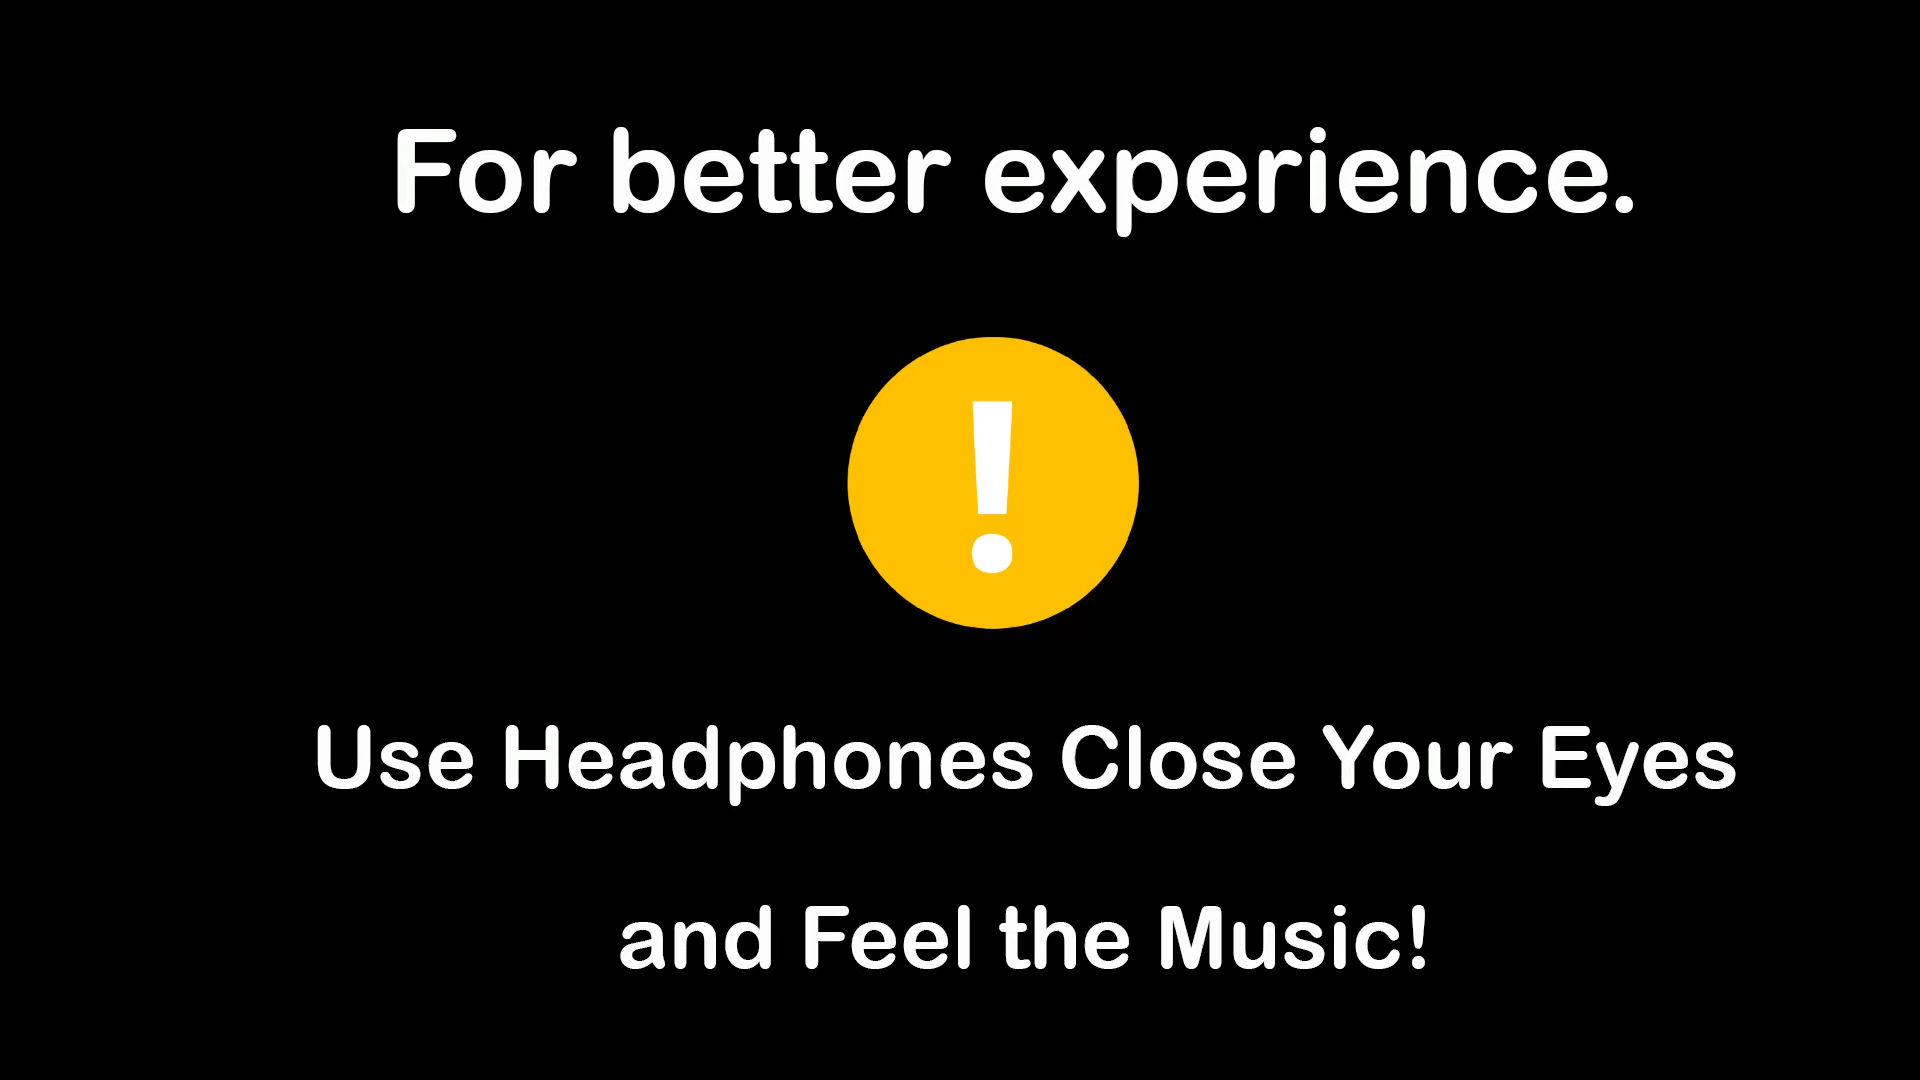 For better experience.
!
Use Headphones Close Your Eyes
and Feel the Music!